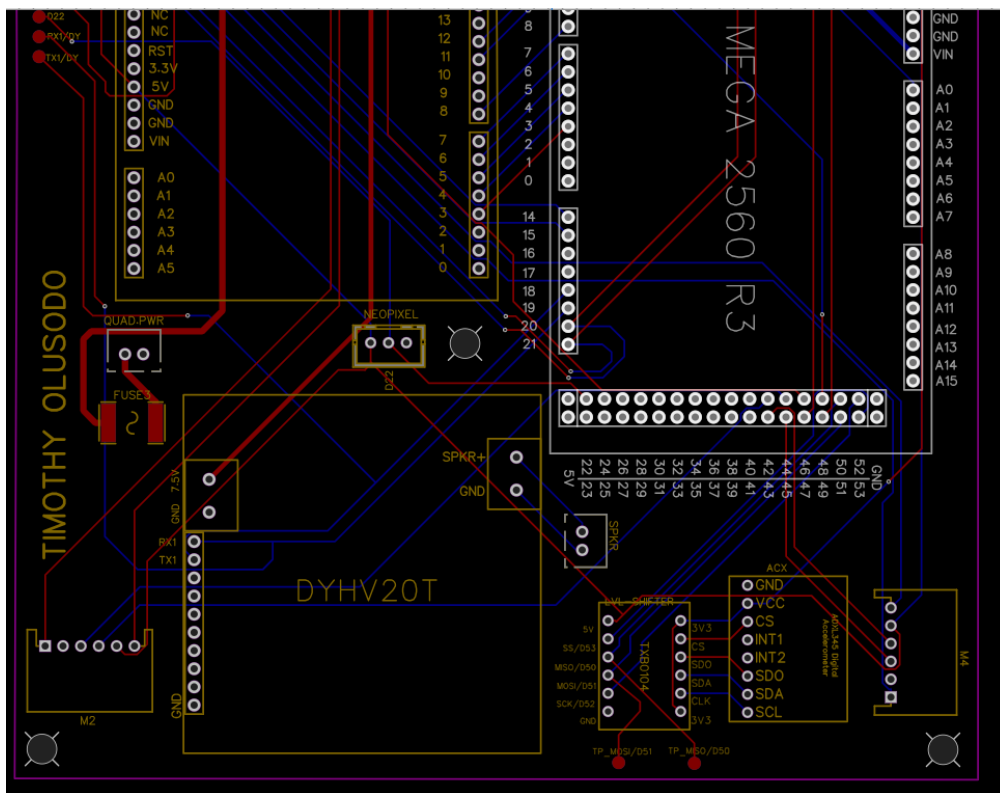 D22
RX1/DY
TX1/DY
NC
NC
RST
3.3V
5V
GND
GND
VIN
A0
A1
A2
A3
A4
A5
13
12
11
10
9
8
7
6
5
4
3
2
1
0
8
7
6
5
4
3
2
1
0
14
15
16
17
18
19
20
21
MEGA 2560 R3
GND
GND
VIN
A0
A1
A2
A3
A4
A5
A6
A7
A8
A9
A10
A11
A12
A13
A14
A15
5V
22 24 26 28 30 32 34 36 38 40 42 44 46 48 50 52 GND
23 25 27 29 31 33 35 37 39 41 43 45 47 49 51 53
TIMOTHY OLUSODO
QUAD.PWR
FUSE3
NEOPIXEL
D22
7.5V
GND
SPKR+
GND
RX1
TX1
DYHV20T
GND
SPKR
M2
LVL-SHIFTER
5V
SS/D53
MISO/D50
MOSI/D51
SCK/D52
GND
TXB0104
3V3
CS
SDO
SDA
CLK
3V3
TP_MOSI/D51
TP_MISO/D50
ACX
GND
VCC
CS
INT1
INT2
SDO
SDA
SCL
ADXL345 Digital
Accelerometer
M4